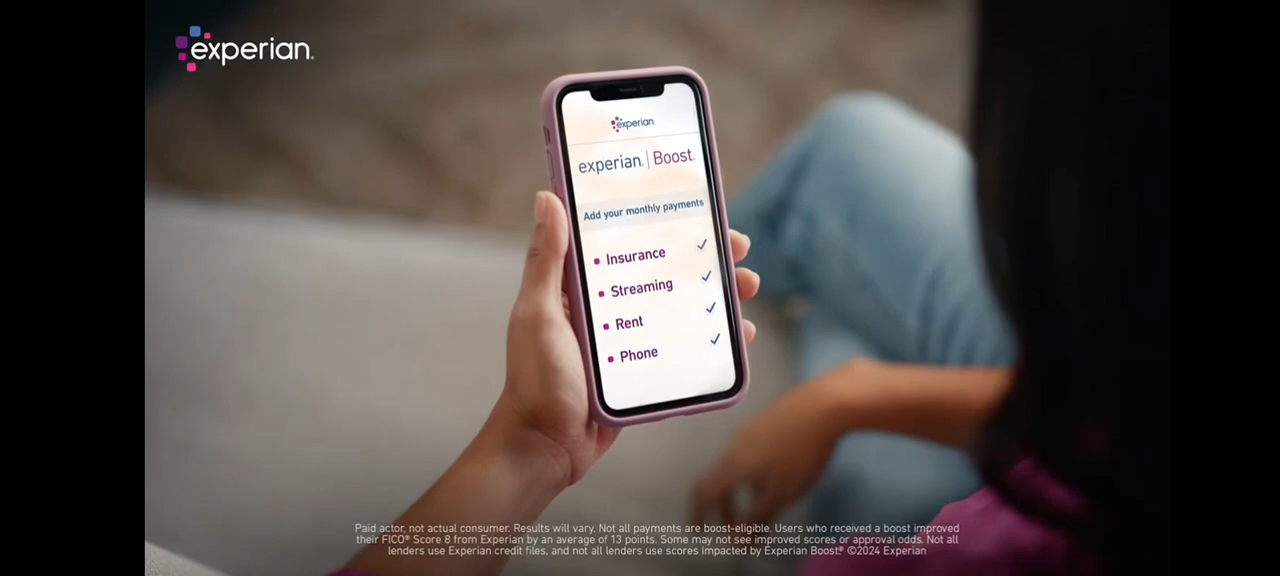 experian.
experian.
experian. | Boost.
Add your monthly payments
Insurance
Streaming
Rent
Phone
Paid actor, not actual consumer. Results will vary. Not all payments are boost-eligible. Users who received a boost improved
their FICO® Score 8 from Experian by an average of 13 points. Some may not see improved scores or approval odds. Not all
lenders use Experian credit files, and not all lenders use scores impacted by Experian Boost® ©2024 Experian